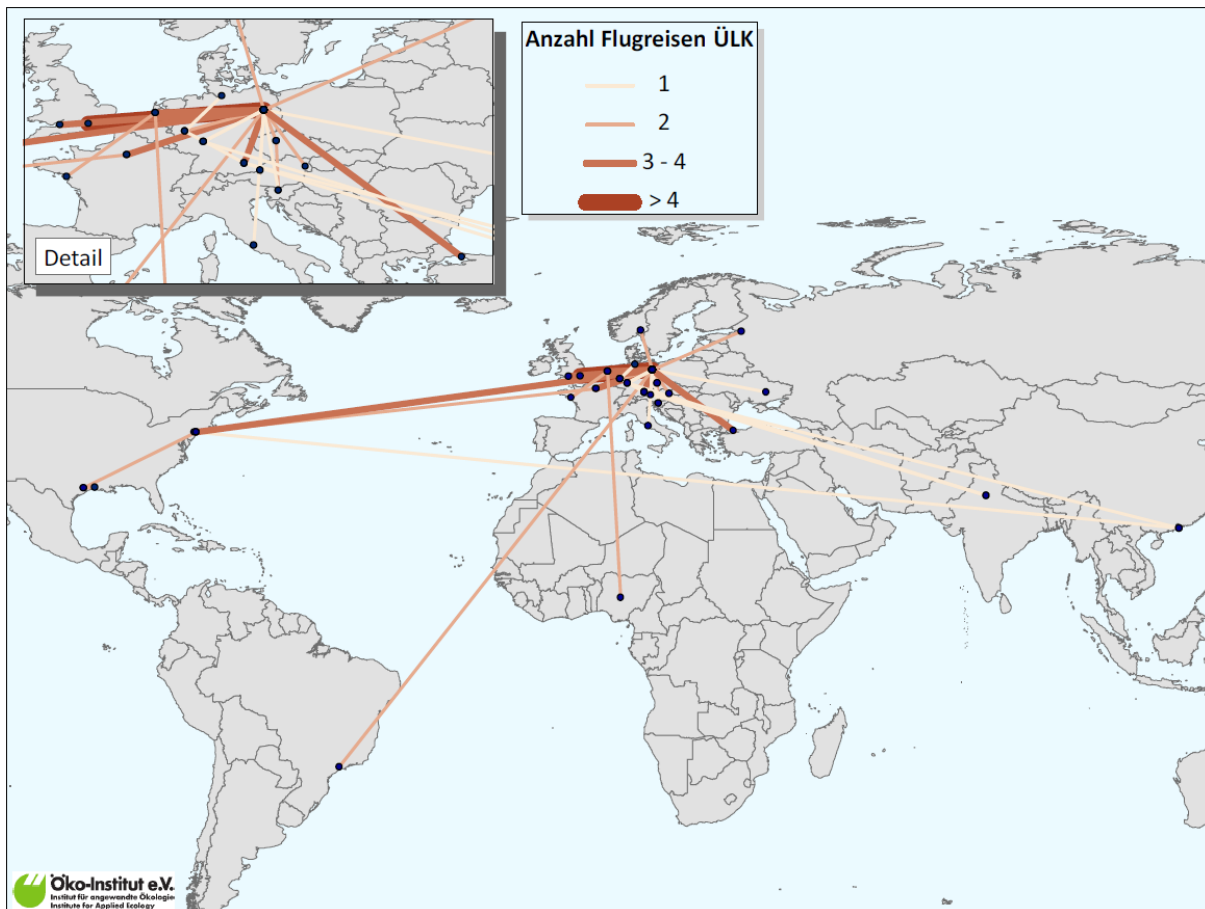 Anzahl Flugreisen ÜLK
1
2
3 - 4
> 4
Detail
Öko-Institut e.V.
Institut für angewandte Ökologie
Institute for Applied Ecology